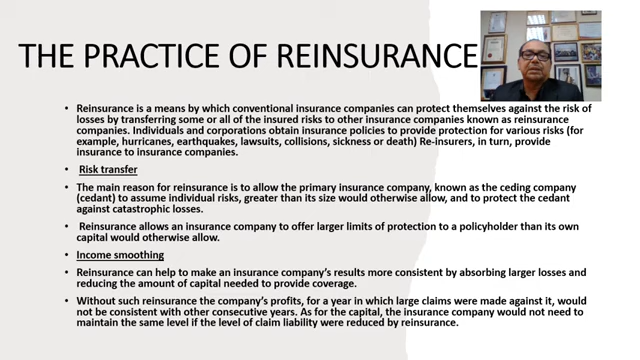 THE PRACTICE OF REINSURANCE
• Reinsurance is a means by which conventional insurance companies can protect themselves against the risk of
losses by transferring some or all of the insured risks to other insurance companies known as reinsurance
companies. Individuals and corporations obtain insurance policies to provide protection for various risks (for
example, hurricanes, earthquakes, lawsuits, collisions, sickness or death) Re-insurers, in turn, provide
insurance to insurance companies.
• Risk transfer
• The main reason for reinsurance is to allow the primary insurance company, known as the ceding company
(cedant) to assume individual risks, greater than its size would otherwise allow, and to protect the cedant
against catastrophic losses.
• Reinsurance allows an insurance company to offer larger limits of protection to a policyholder than its own
capital would otherwise allow.
• Income smoothing
• Reinsurance can help to make an insurance company's results more consistent by absorbing larger losses and
reducing the amount of capital needed to provide coverage.
• Without such reinsurance the company's profits, for a year in which large claims were made against it, would
not be consistent with other consecutive years. As for the capital, the insurance company would not need to
maintain the same level if the level of claim liability were reduced by reinsurance.